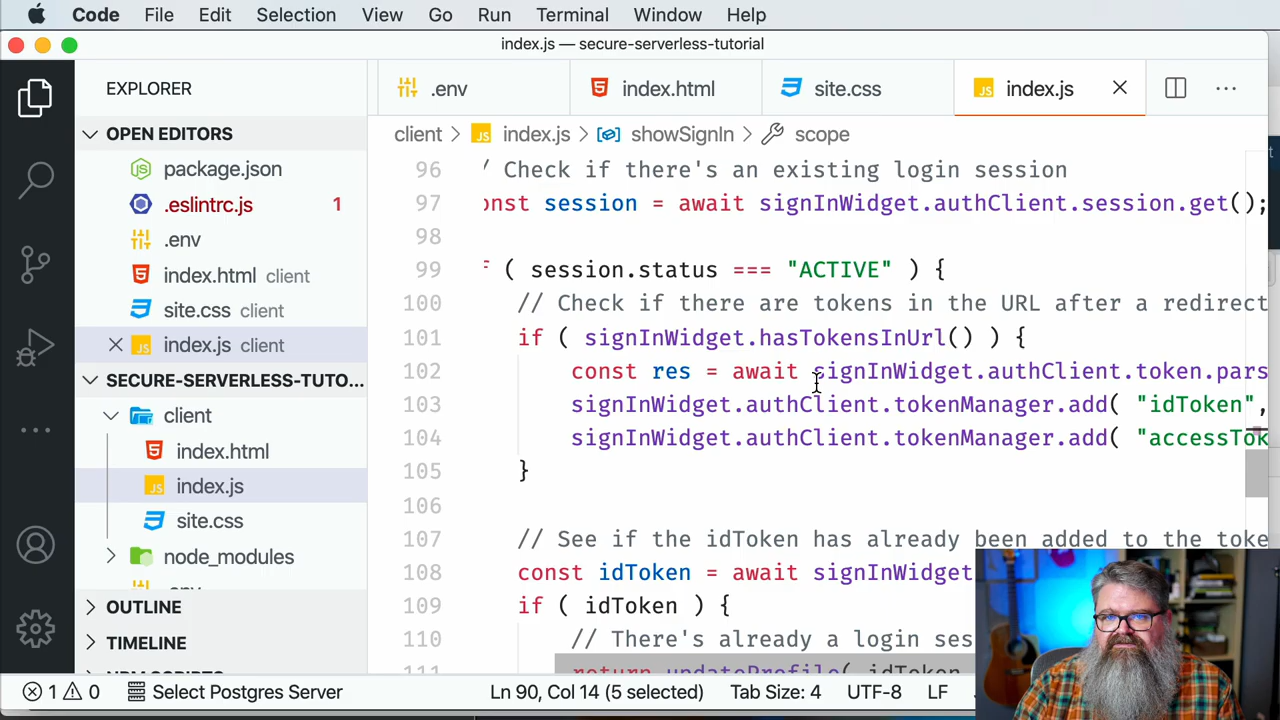 Code File Edit Selection View Go Run Terminal Window Help
index.js — secure-serverless-tutorial
EXPLORER
.env
index.html
site.css
index.js
OPEN EDITORS
package.json
.eslintrc.js 1
.env
index.html client
site.css client
index.js client
SECURE-SERVERLESS-TUTO...
client
index.html
index.js
site.css
node_modules
.env
OUTLINE
TIMELINE
NPM SCRIPTS
client > index.js > showSignIn > scope
96 / Check if there's an existing login session
97 onst session = await signInWidget.authClient.session.get();
98
99 f ( session.status === "ACTIVE" ) {
100 // Check if there are tokens in the URL after a redirect
101 if ( signInWidget.hasTokensInUrl() ) {
102 const res = await signInWidget.authClient.token.pars
103 signInWidget.authClient.tokenManager.add( "idToken",
104 signInWidget.authClient.tokenManager.add( "accessTok
105 }
106
107 // See if the idToken has already been added to the toke
108 const idToken = await signInWidget
109 if ( idToken ) {
110 // There's already a login ses
111 return updateProfile( idToken
1 0 Select Postgres Server Ln 90, Col 14 (5 selected) Tab Size: 4 UTF-8 LF